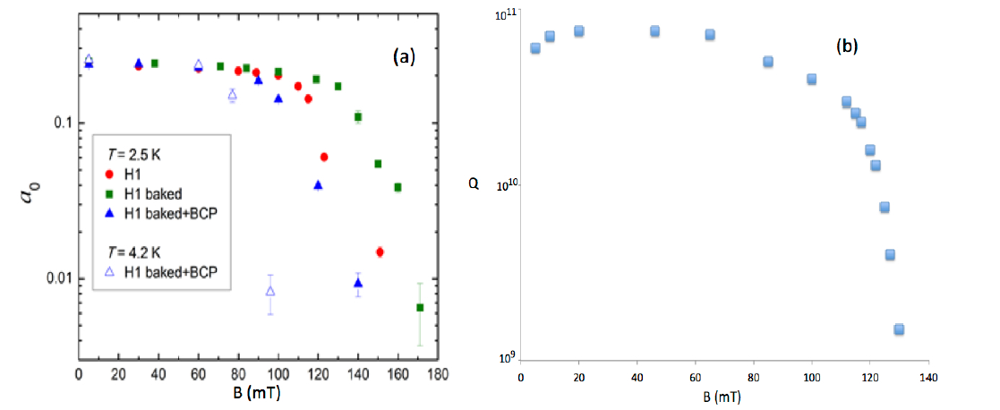 (a)
a0
0.1
0.01
T = 2.5 K
H1
H1 baked
H1 baked+BCP
T = 4.2 K
H1 baked+BCP
0 20 40 60 80 100 120 140 160 180
B (mT)
(b)
Q
10^11
10^10
10^9
0 20 40 60 80 100 120 140
B (mT)